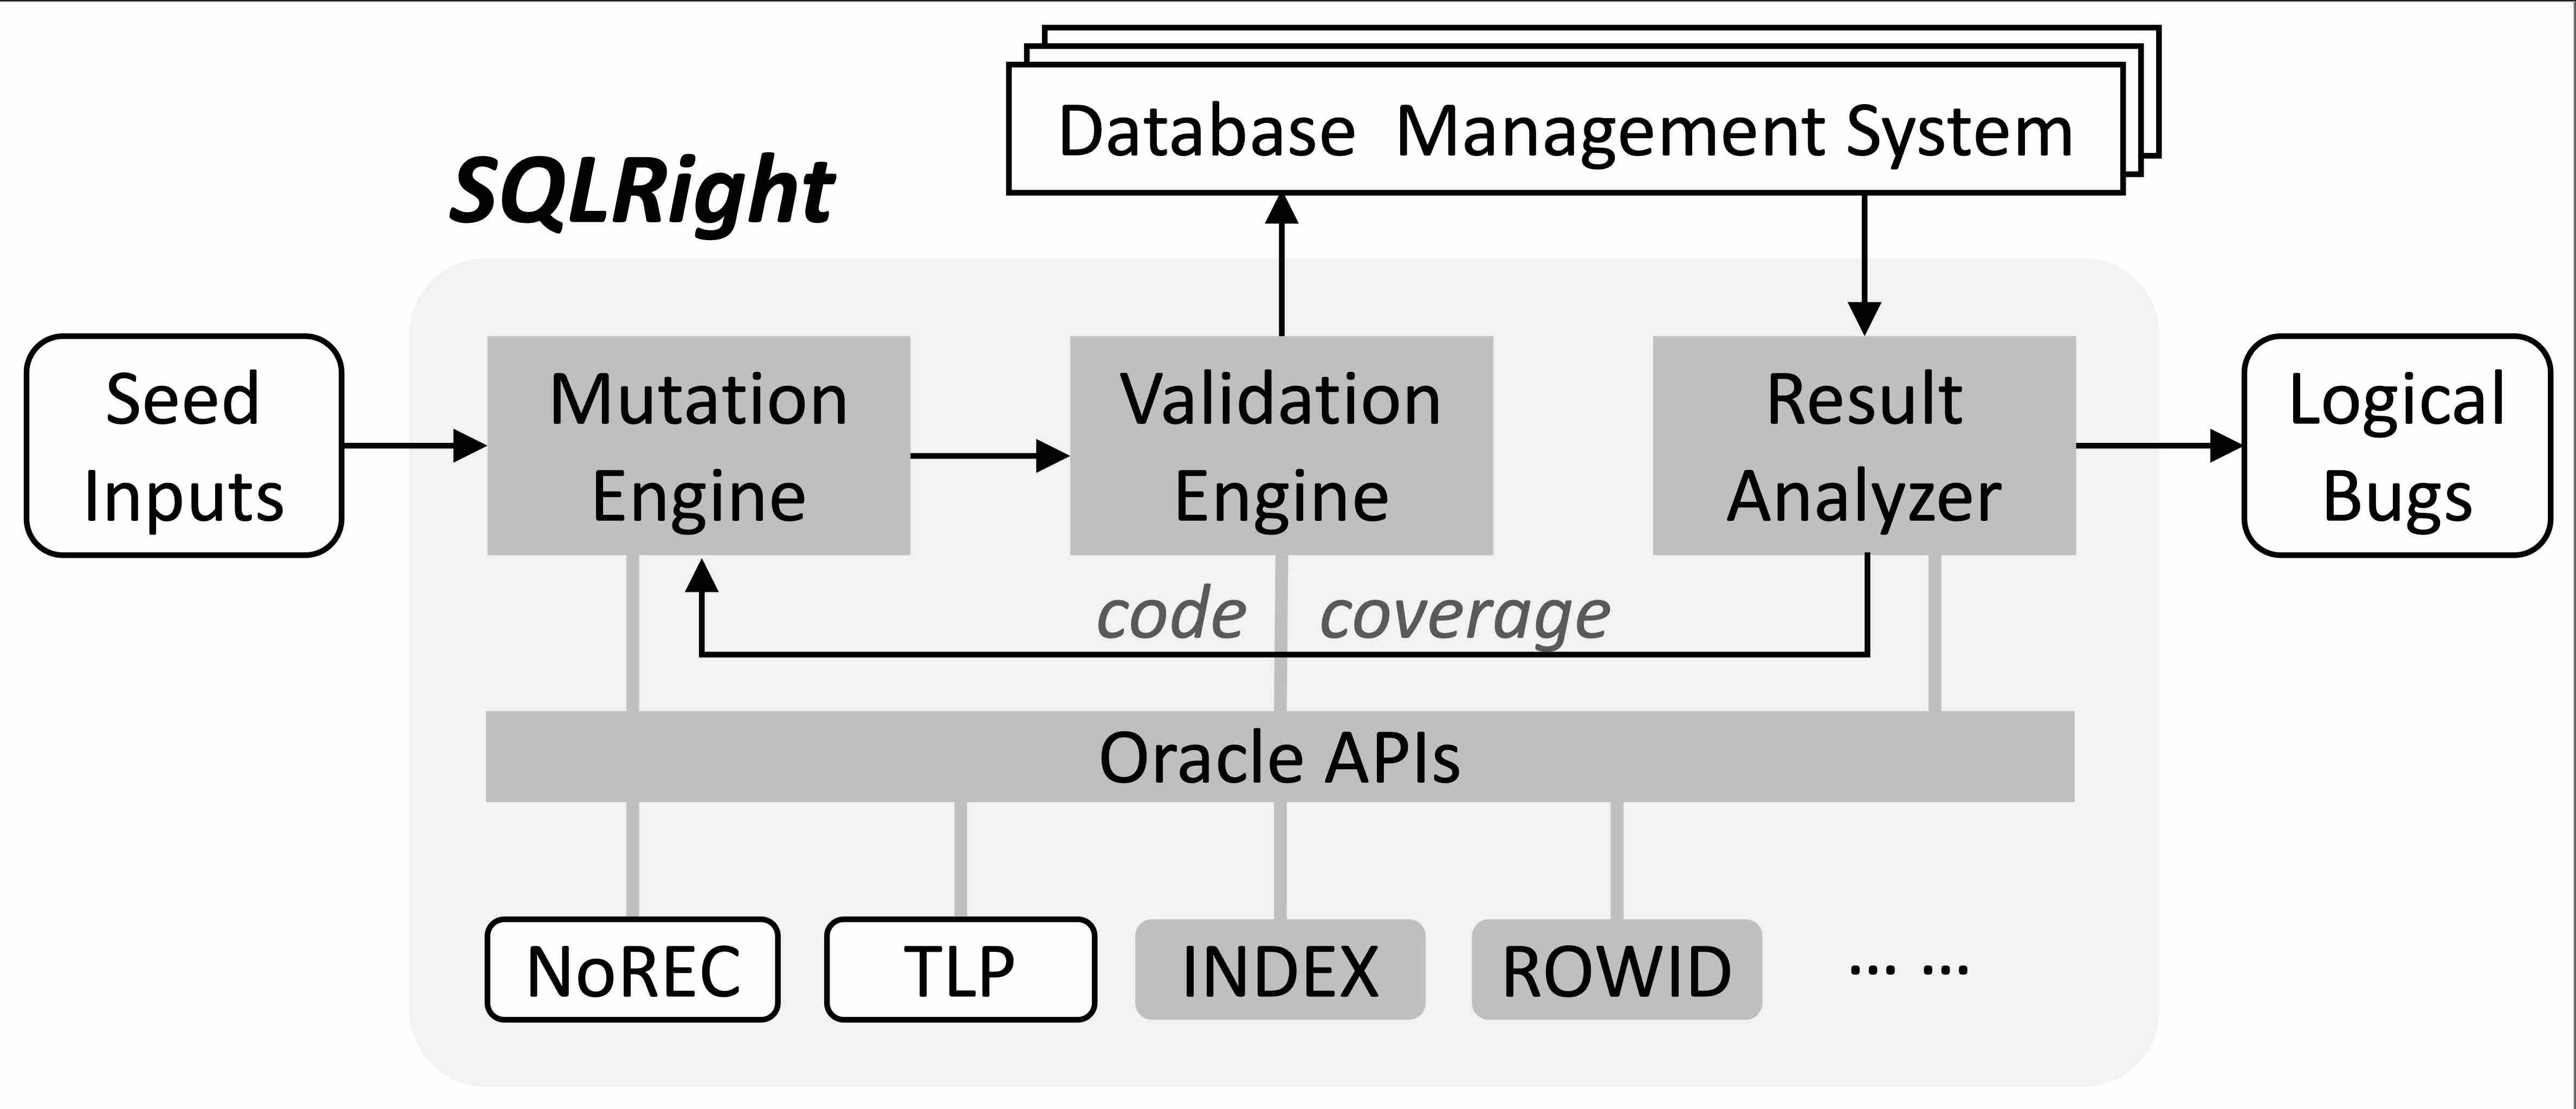 Database Management System
SQLRight
Seed
Inputs
Mutation
Engine
Validation
Engine
Result
Analyzer
Logical
Bugs
code coverage
Oracle APIs
NoREC
TLP
INDEX
ROWID
... ...